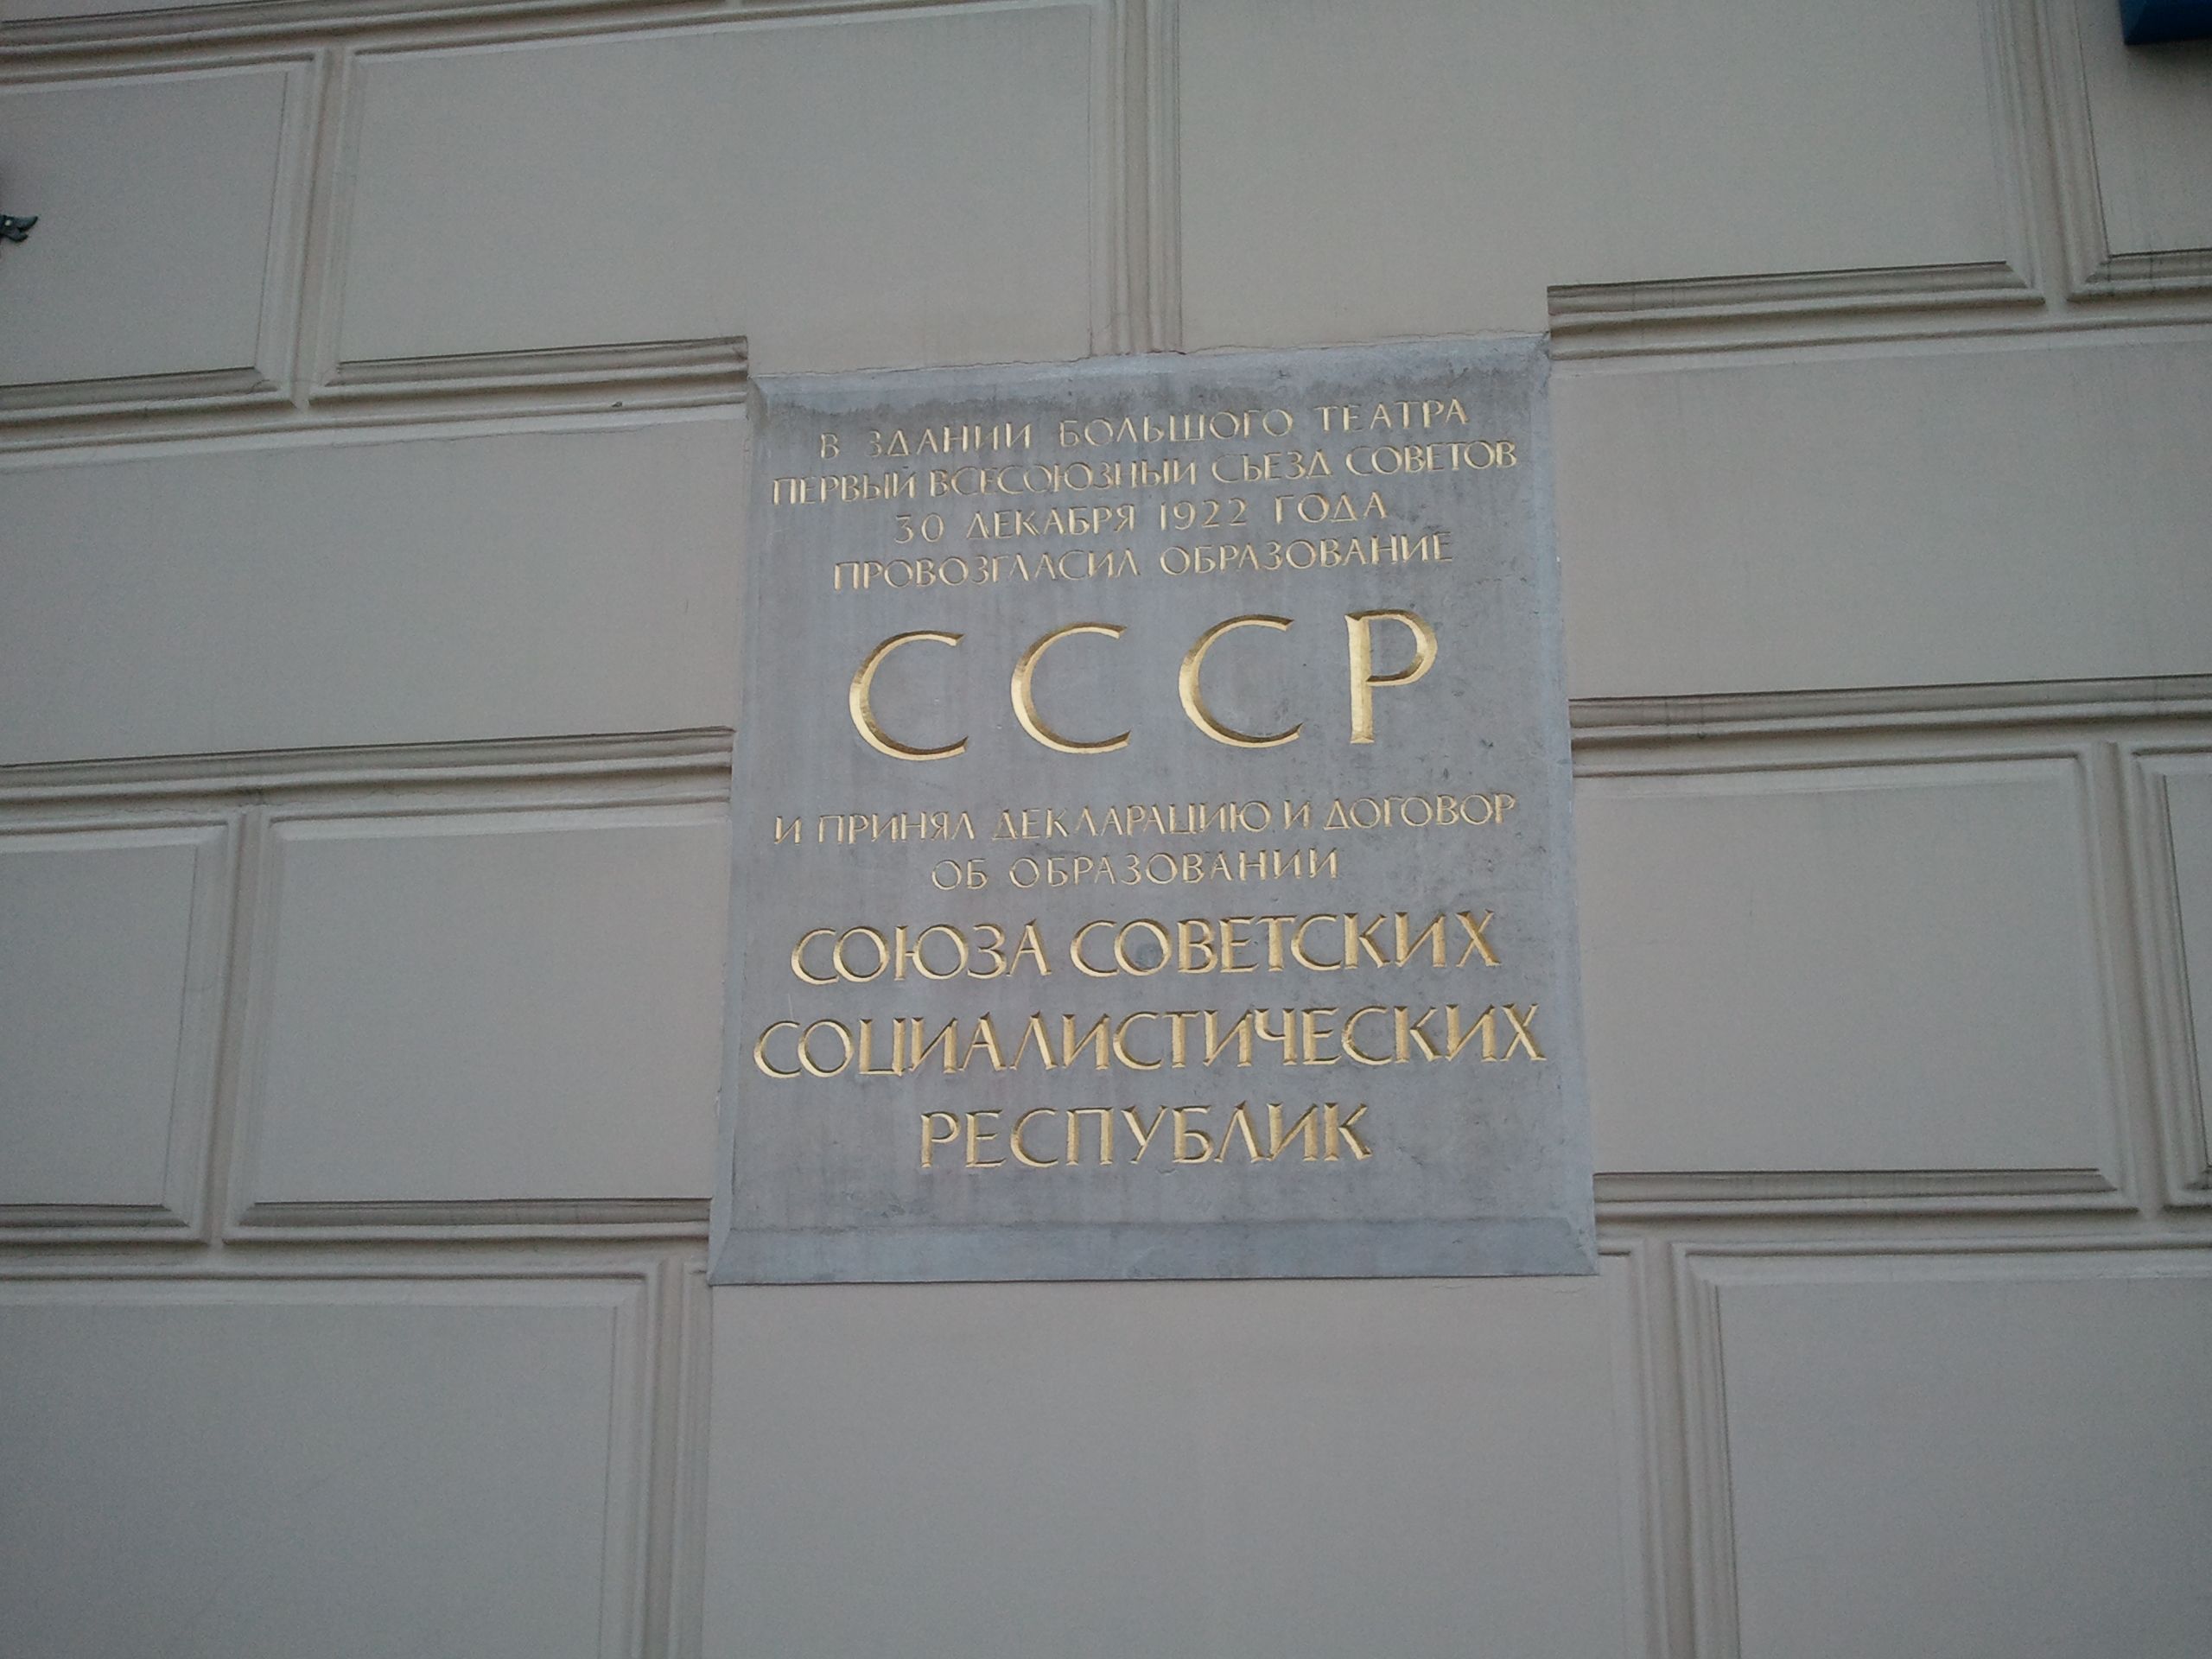 В ЗДАНИИ БОЛЬШОГО ТЕАТРА
ПЕРВЫЙ ВСЕСОЮЗНЫЙ СЪЕЗД СОВЕТОВ
30 ДЕКАБРЯ 1922 ГОДА
ПРОВОЗГЛАСИЛ ОБРАЗОВАНИЕ
СССР
И ПРИНЯЛ ДЕКЛАРАЦИЮ И ДОГОВОР
ОБ ОБРАЗОВАНИИ
СОЮЗА СОВЕТСКИХ
СОЦИАЛИСТИЧЕСКИХ
РЕСПУБЛИК